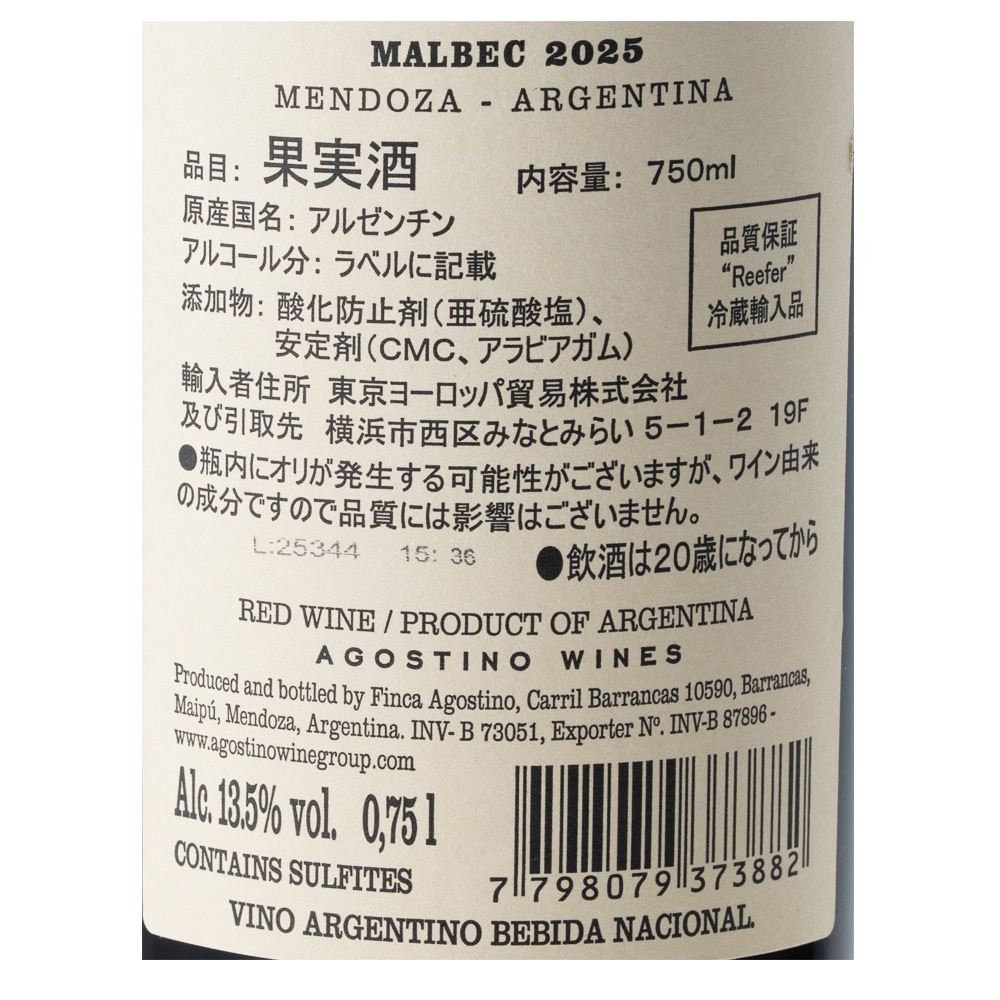 MALBEC 2025
MENDOZA - ARGENTINA
品目: 果実酒 内容量: 750ml
原産国名: アルゼンチン
アルコール分: ラベルに記載
品質保証
“Reefer”
冷蔵輸入品
添加物: 酸化防止剤(亜硫酸塩)、
安定剤(CMC、アラビアガム)
輸入者住所 東京ヨーロッパ貿易株式会社
及び引取先 横浜市西区みなとみらい 5-1-2 19F
●瓶内にオリが発生する可能性がございますが、ワイン由来
の成分ですので品質には影響はございません。
L:25344 15: 36
●飲酒は20歳になってから
RED WINE / PRODUCT OF ARGENTINA
AGOSTINO WINES
Produced and bottled by Finca Agostino, Carril Barrancas 10590, Barrancas,
Maipú, Mendoza, Argentina. INV- B 73051, Exporter Nº. INV-B 87896 -
www.agostinowinegroup.com
Alc. 13.5% vol. 0,75 l
CONTAINS SULFITES
7 798079 373882
VINO ARGENTINO BEBIDA NACIONAL.